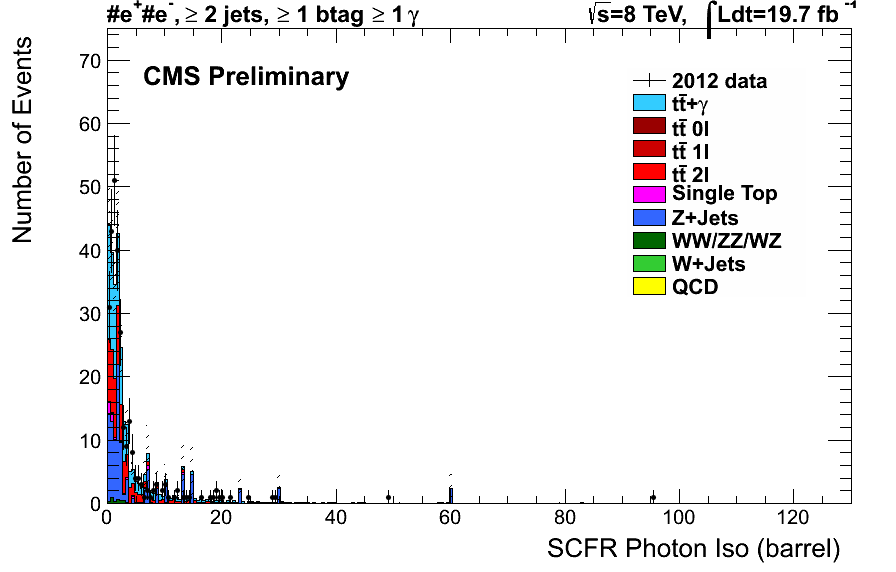 #e⁺#e⁻, ≥ 2 jets, ≥ 1 btag ≥ 1 γ
√s=8 TeV, ∫Ldt=19.7 fb⁻¹
CMS Preliminary
Number of Events
70
60
50
40
30
20
10
0
2012 data
tt̄+γ
tt̄ 0l
tt̄ 1l
tt̄ 2l
Single Top
Z+Jets
WW/ZZ/WZ
W+Jets
QCD
0 20 40 60 80 100 120
SCFR Photon Iso (barrel)